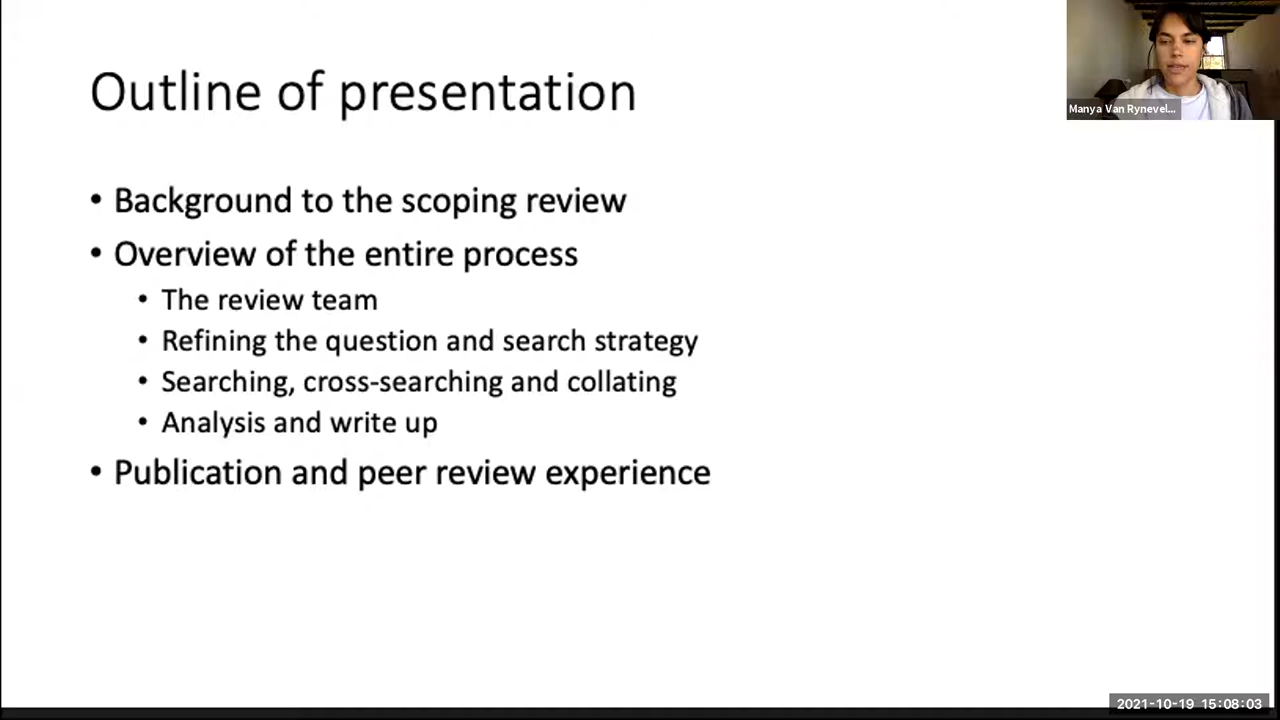 Outline of presentation
Manya Van Rynevel...
• Background to the scoping review
• Overview of the entire process
• The review team
• Refining the question and search strategy
• Searching, cross-searching and collating
• Analysis and write up
• Publication and peer review experience
2021-10-19 15:08:03